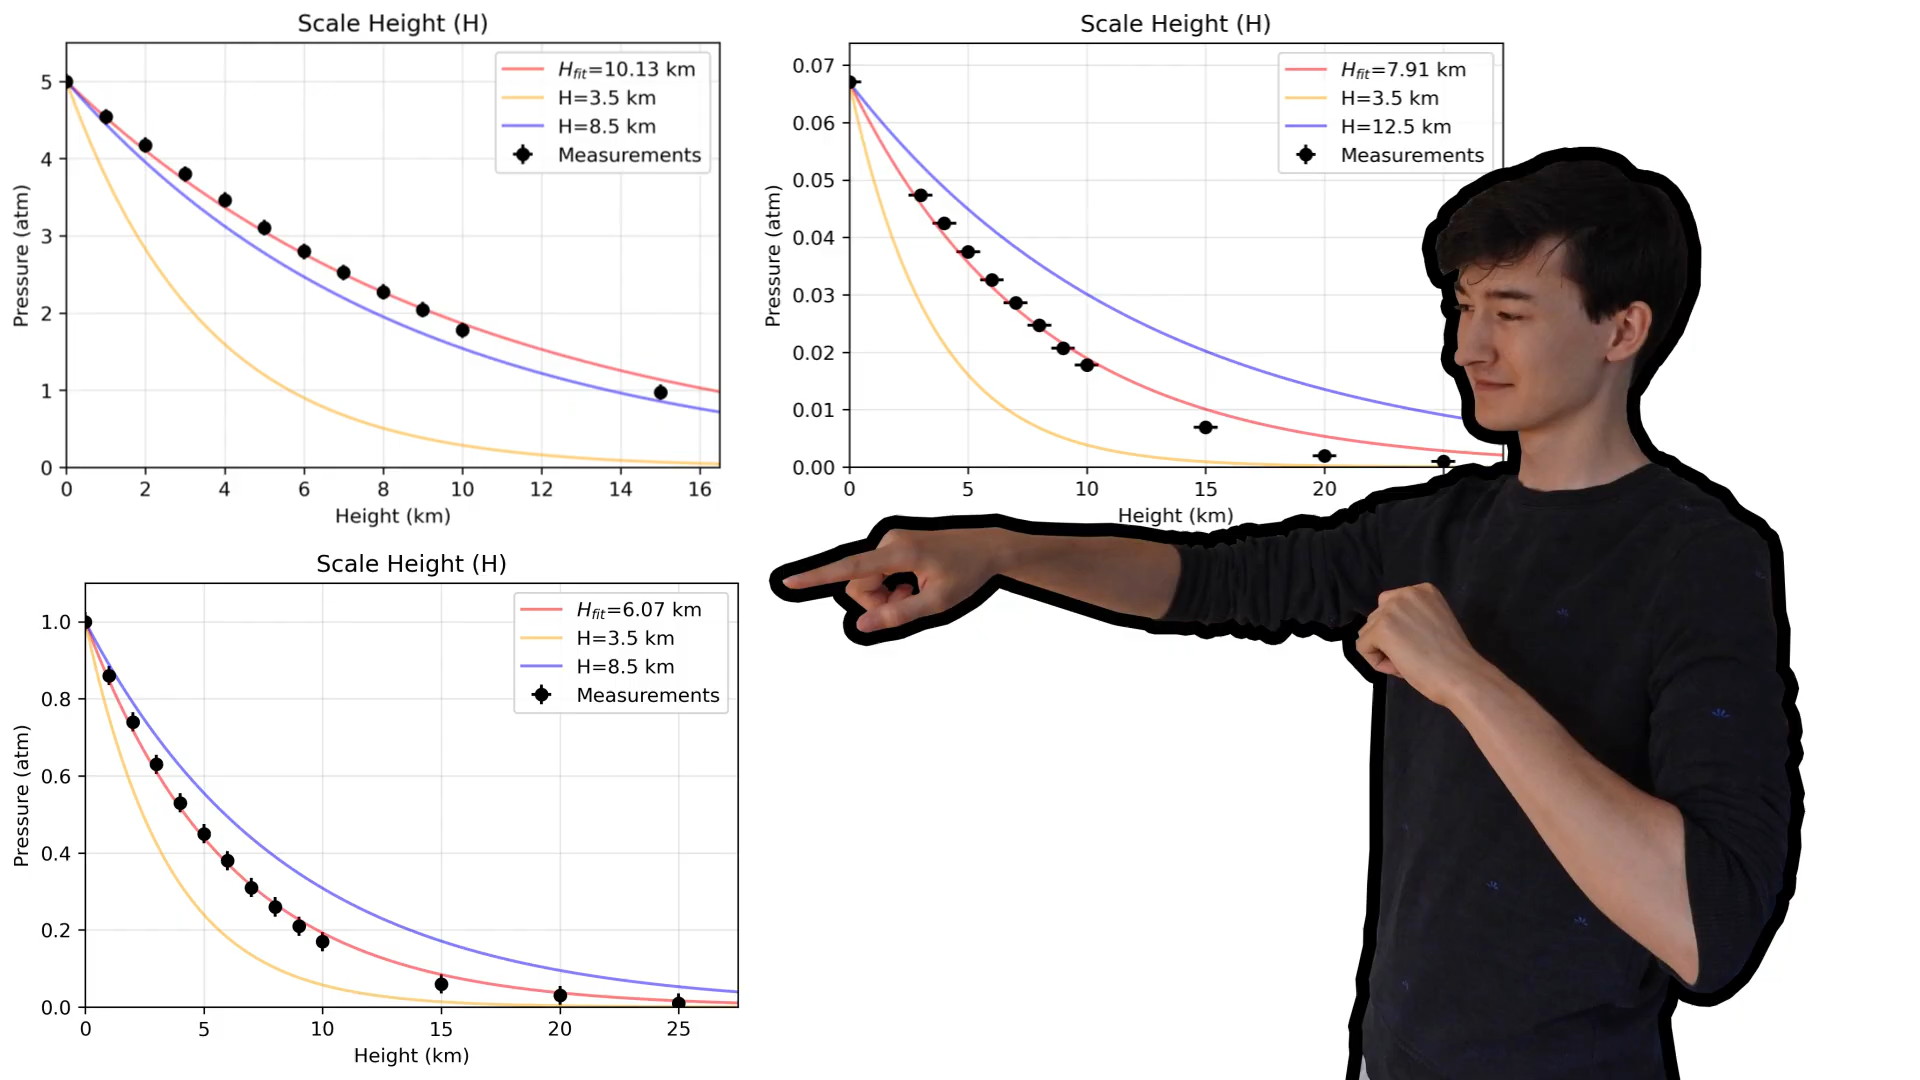 Scale Height (H)
H_fit=10.13 km
H=3.5 km
H=8.5 km
Measurements
Pressure (atm)
5
4
3
2
1
0
0 2 4 6 8 10 12 14 16
Height (km)
Scale Height (H)
H_fit=7.91 km
H=3.5 km
H=12.5 km
Measurements
Pressure (atm)
0.07
0.06
0.05
0.04
0.03
0.02
0.01
0.00
0 5 10 15 20
Height (km)
Scale Height (H)
H_fit=6.07 km
H=3.5 km
H=8.5 km
Measurements
Pressure (atm)
1.0
0.8
0.6
0.4
0.2
0.0
0 5 10 15 20 25
Height (km)